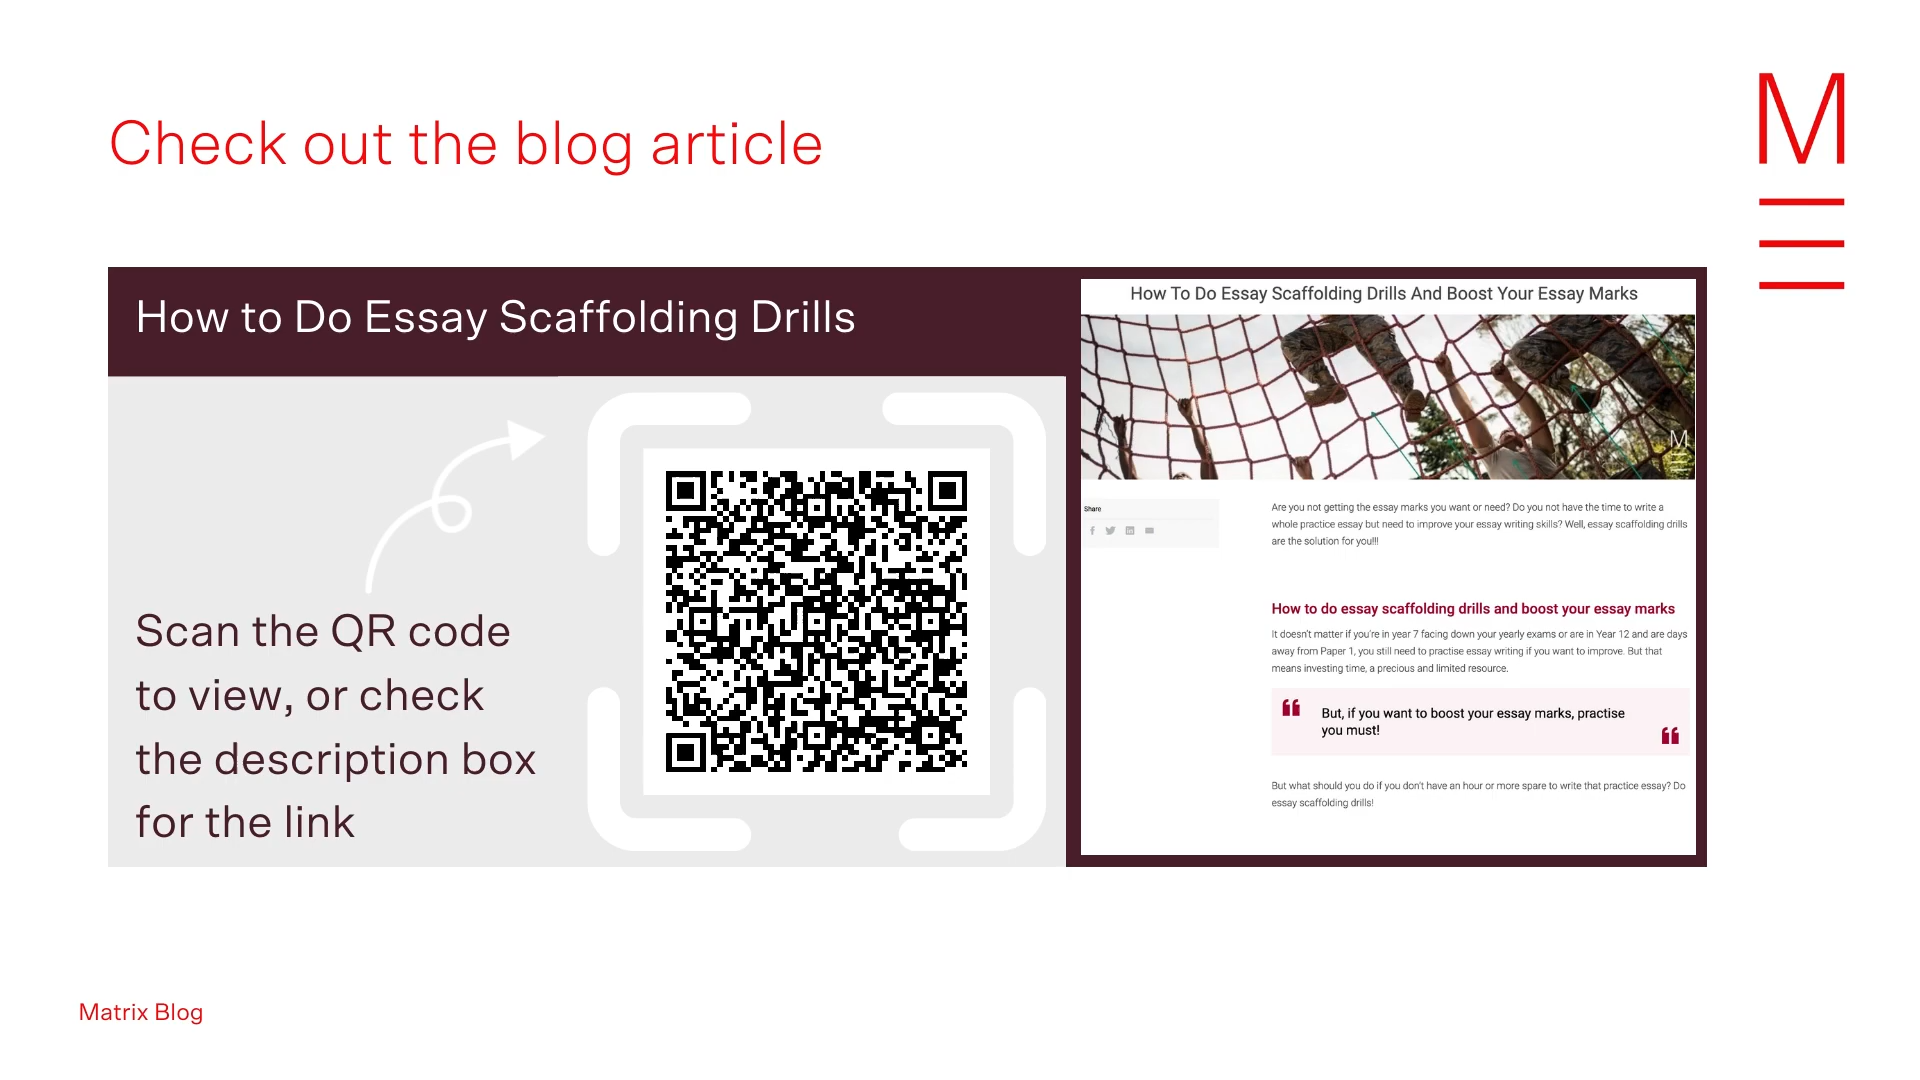 Check out the blog article
M
How to Do Essay Scaffolding Drills
Scan the QR code
to view, or check
the description box
for the link
How To Do Essay Scaffolding Drills And Boost Your Essay Marks
M
Share
Are you not getting the essay marks you want or need? Do you not have the time to write a
whole practice essay but need to improve your essay writing skills? Well, essay scaffolding drills
are the solution for you!!!
How to do essay scaffolding drills and boost your essay marks
It doesn't matter if you're in year 7 facing down your yearly exams or are in Year 12 and are days
away from Paper 1, you still need to practise essay writing if you want to improve. But that
means investing time, a precious and limited resource.
But, if you want to boost your essay marks, practise
you must!
But what should you do if you don't have an hour or more spare to write that practice essay? Do
essay scaffolding drills!
Matrix Blog